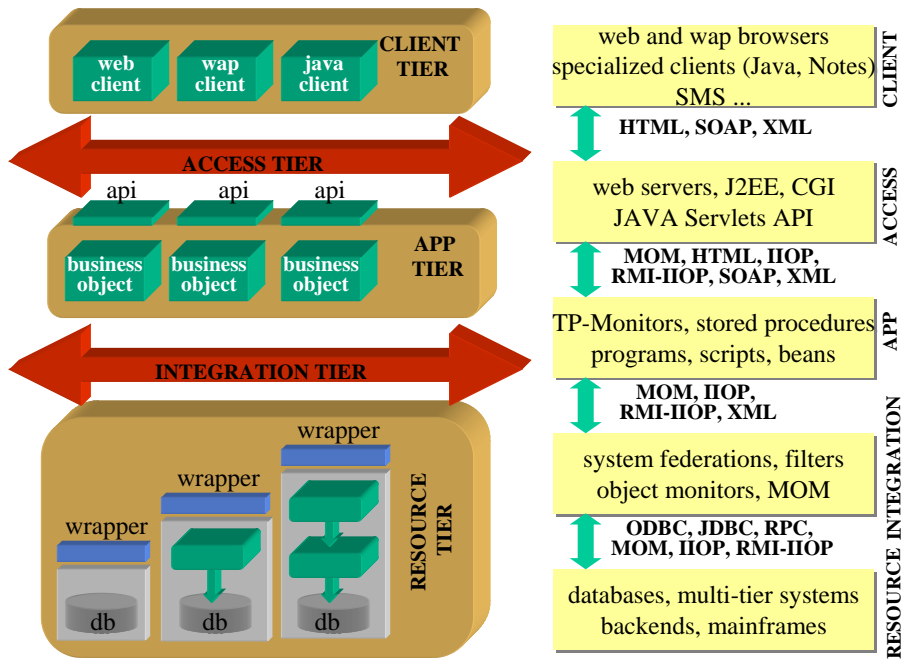 CLIENT
TIER
web
client
wap
client
java
client
ACCESS TIER
api
api
api
APP
TIER
business
object
business
object
business
object
INTEGRATION TIER
wrapper
wrapper
wrapper
RESOURCE
TIER
db
db
db
web and wap browsers
specialized clients (Java, Notes)
SMS ...
CLIENT
HTML, SOAP, XML
web servers, J2EE, CGI
JAVA Servlets API
ACCESS
MOM, HTML, IIOP,
RMI-IIOP, SOAP, XML
TP-Monitors, stored procedures
programs, scripts, beans
APP
MOM, IIOP,
RMI-IIOP, XML
system federations, filters
object monitors, MOM
INTEGRATION
ODBC, JDBC, RPC,
MOM, IIOP, RMI-IIOP
databases, multi-tier systems
backends, mainframes
RESOURCE